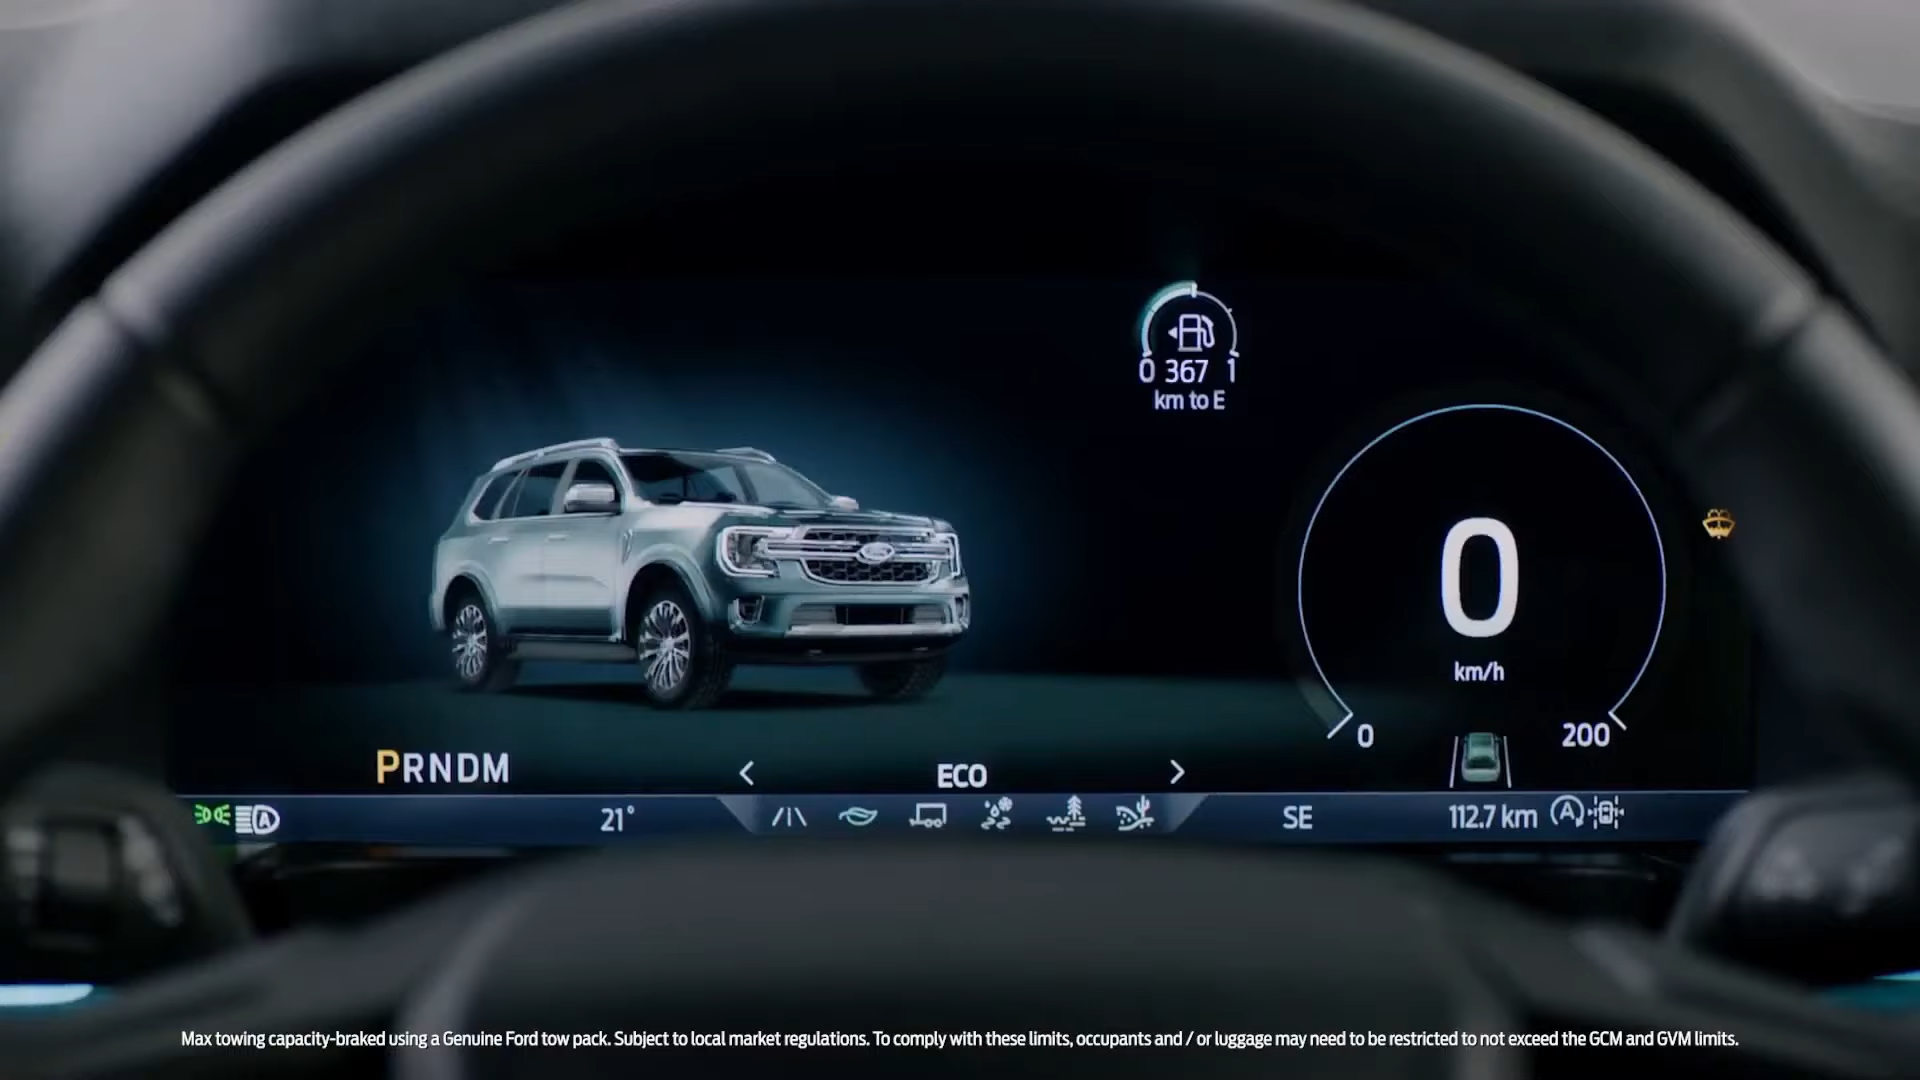 0 367 1
km to E
0
km/h
0 200
PRNDM
< ECO >
21°
SE
112.7 km
A
Max towing capacity-braked using a Genuine Ford tow pack. Subject to local market regulations. To comply with these limits, occupants and / or luggage may need to be restricted to not exceed the GCM and GVM limits.